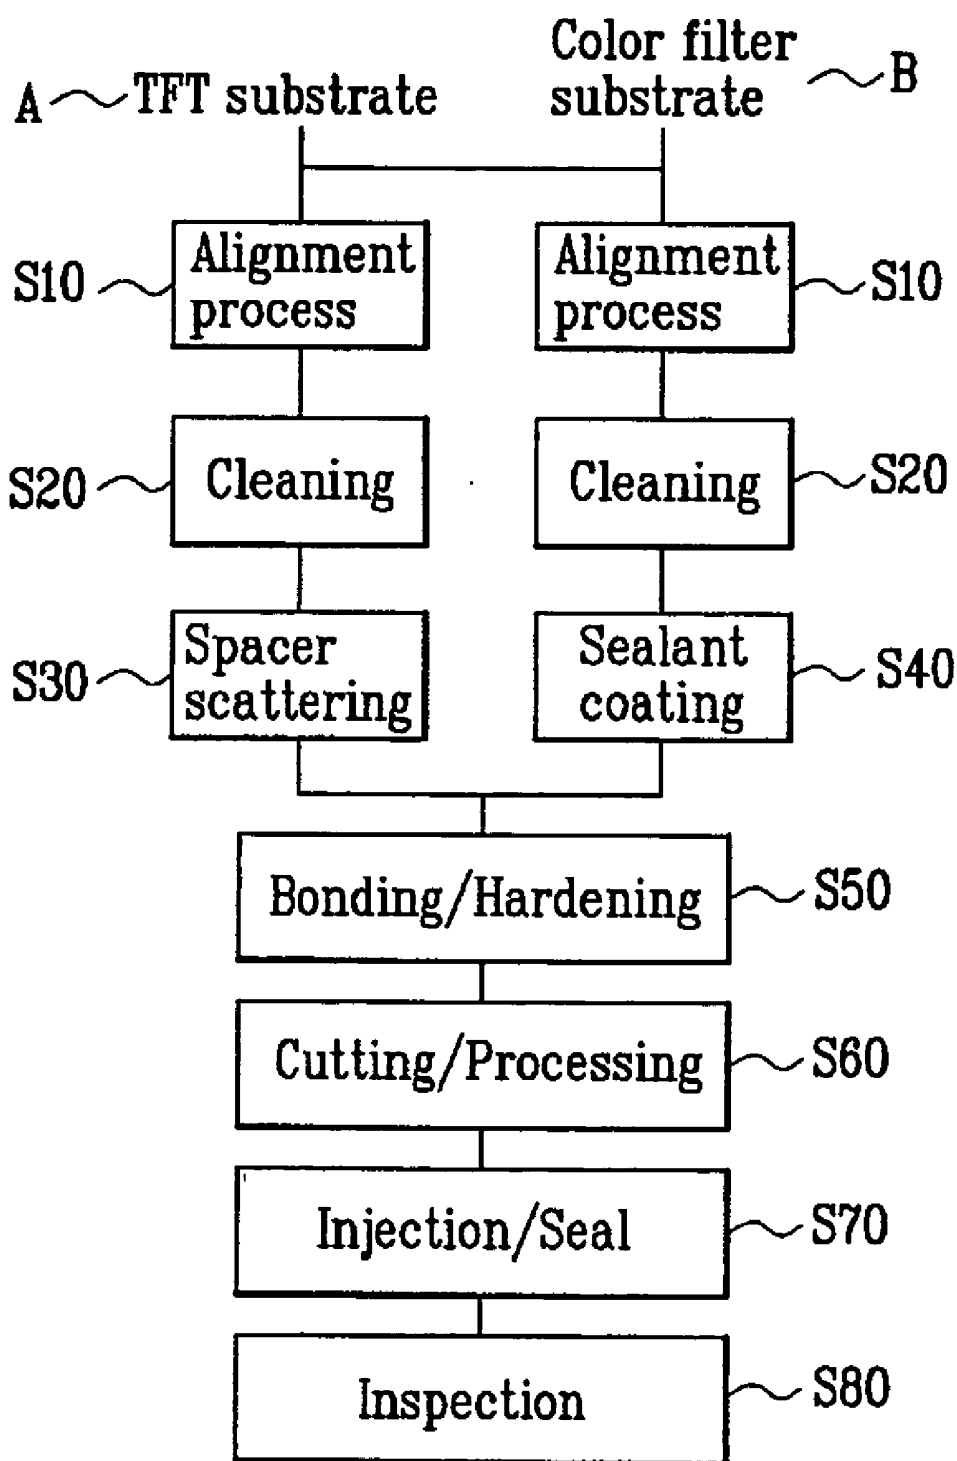 A TFT substrate
Color filter
substrate B
S10 Alignment
process
Alignment
process S10
S20 Cleaning
Cleaning S20
S30 Spacer
scattering
Sealant
coating S40
Bonding/Hardening S50
Cutting/Processing S60
Injection/Seal S70
Inspection S80